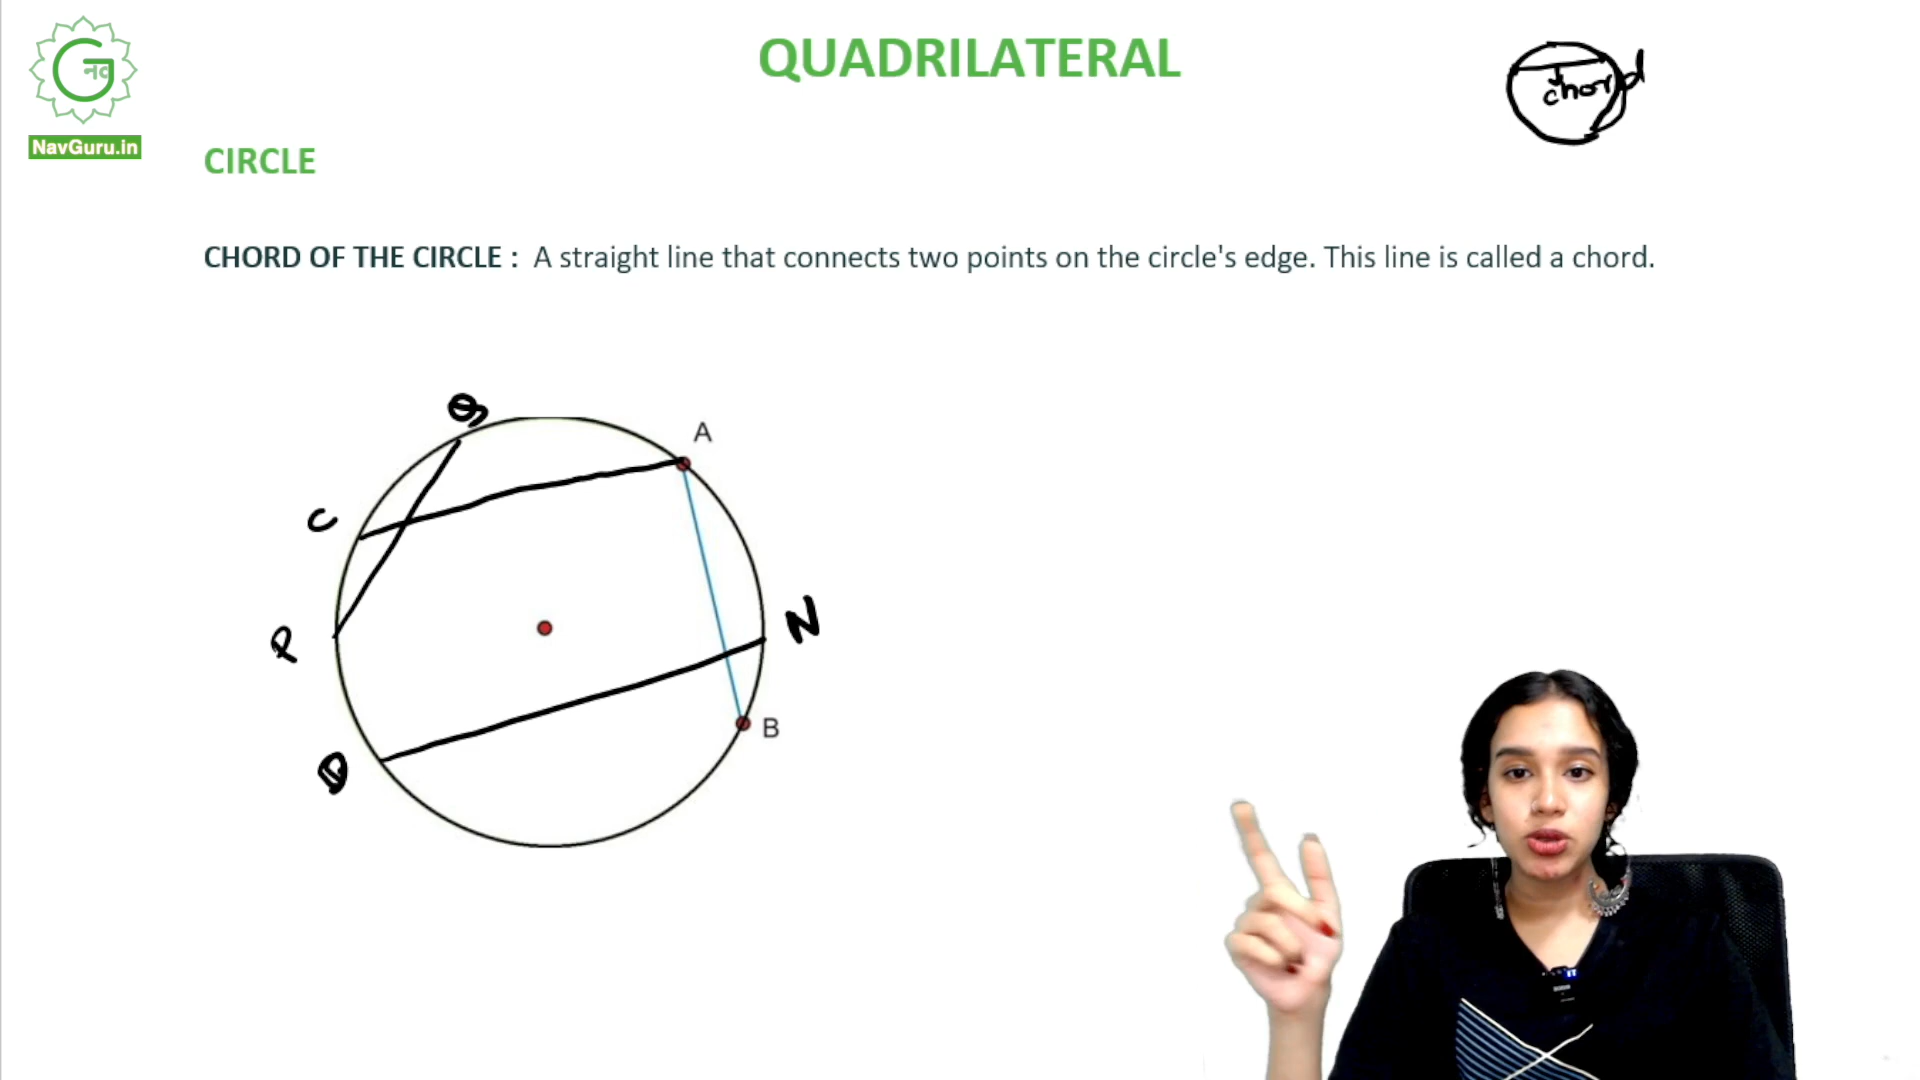 नव
NavGuru.in
QUADRILATERAL
chord
CIRCLE
CHORD OF THE CIRCLE : A straight line that connects two points on the circle's edge. This line is called a chord.
A
C
N
P
B